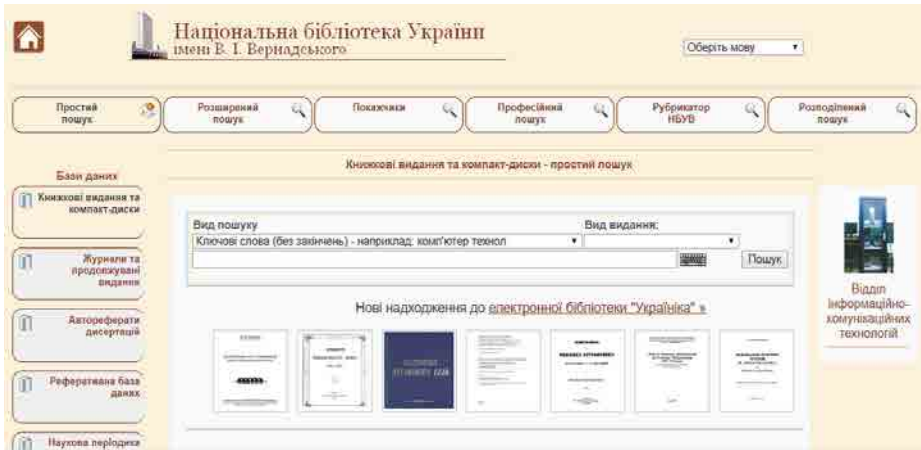 Національна бібліотека України
імені В. І. Вернадського
Оберіть мову
Простий
пошук
Розширений
пошук
Покажчики
Професійний
пошук
Рубрикатор
НБУВ
Розподілений
пошук
Бази даних
Книжкові видання та
компакт-диски
Журнали та
продовжувані
видання
Автореферати
дисертацій
Реферативна база
даних
Наукова періодика
Книжкові видання та компакт-диски - простий пошук
Вид пошуку
Вид видання:
Ключові слова (без закінчень) - наприклад: комп'ютер технол
Пошук
Нові надходження до електронної бібліотеки "Україніка" »
Відділ
інформаційно-
комунікаційних
технологій